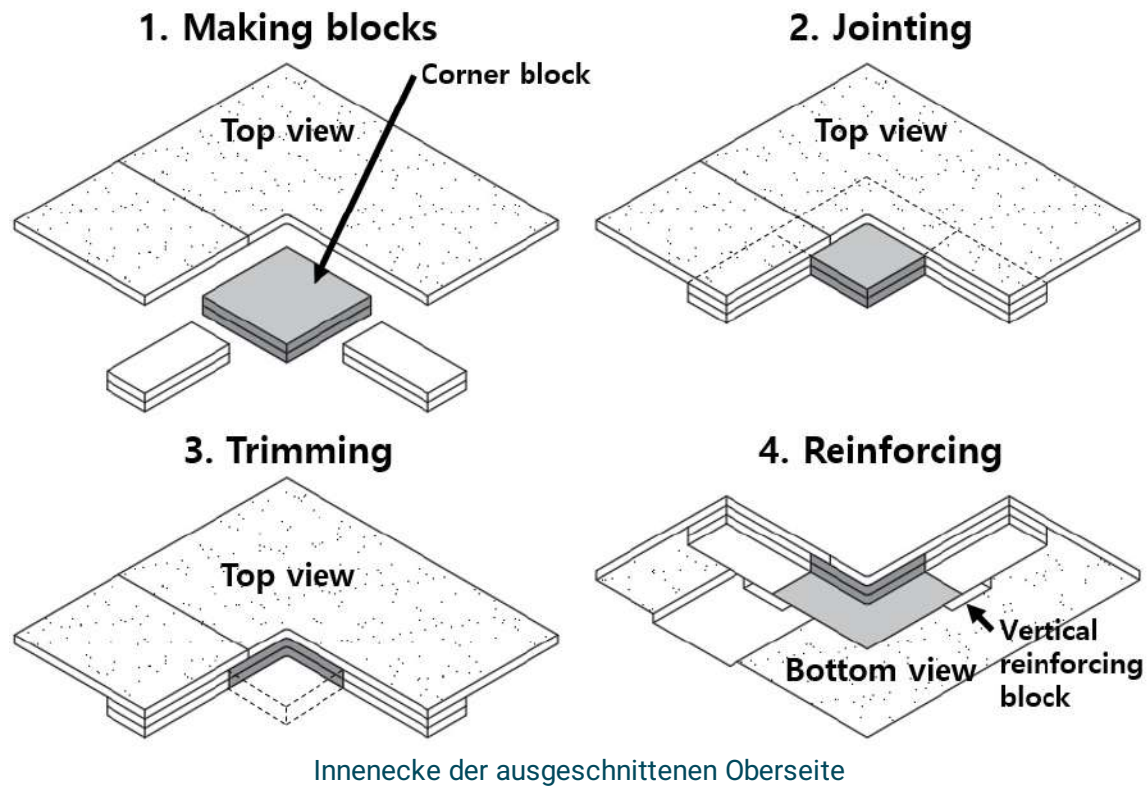 1. Making blocks
Corner block
Top view
2. Jointing
Top view
3. Trimming
Top view
4. Reinforcing
Vertical
reinforcing
block
Bottom view
Innenecke der ausgeschnittenen Oberseite